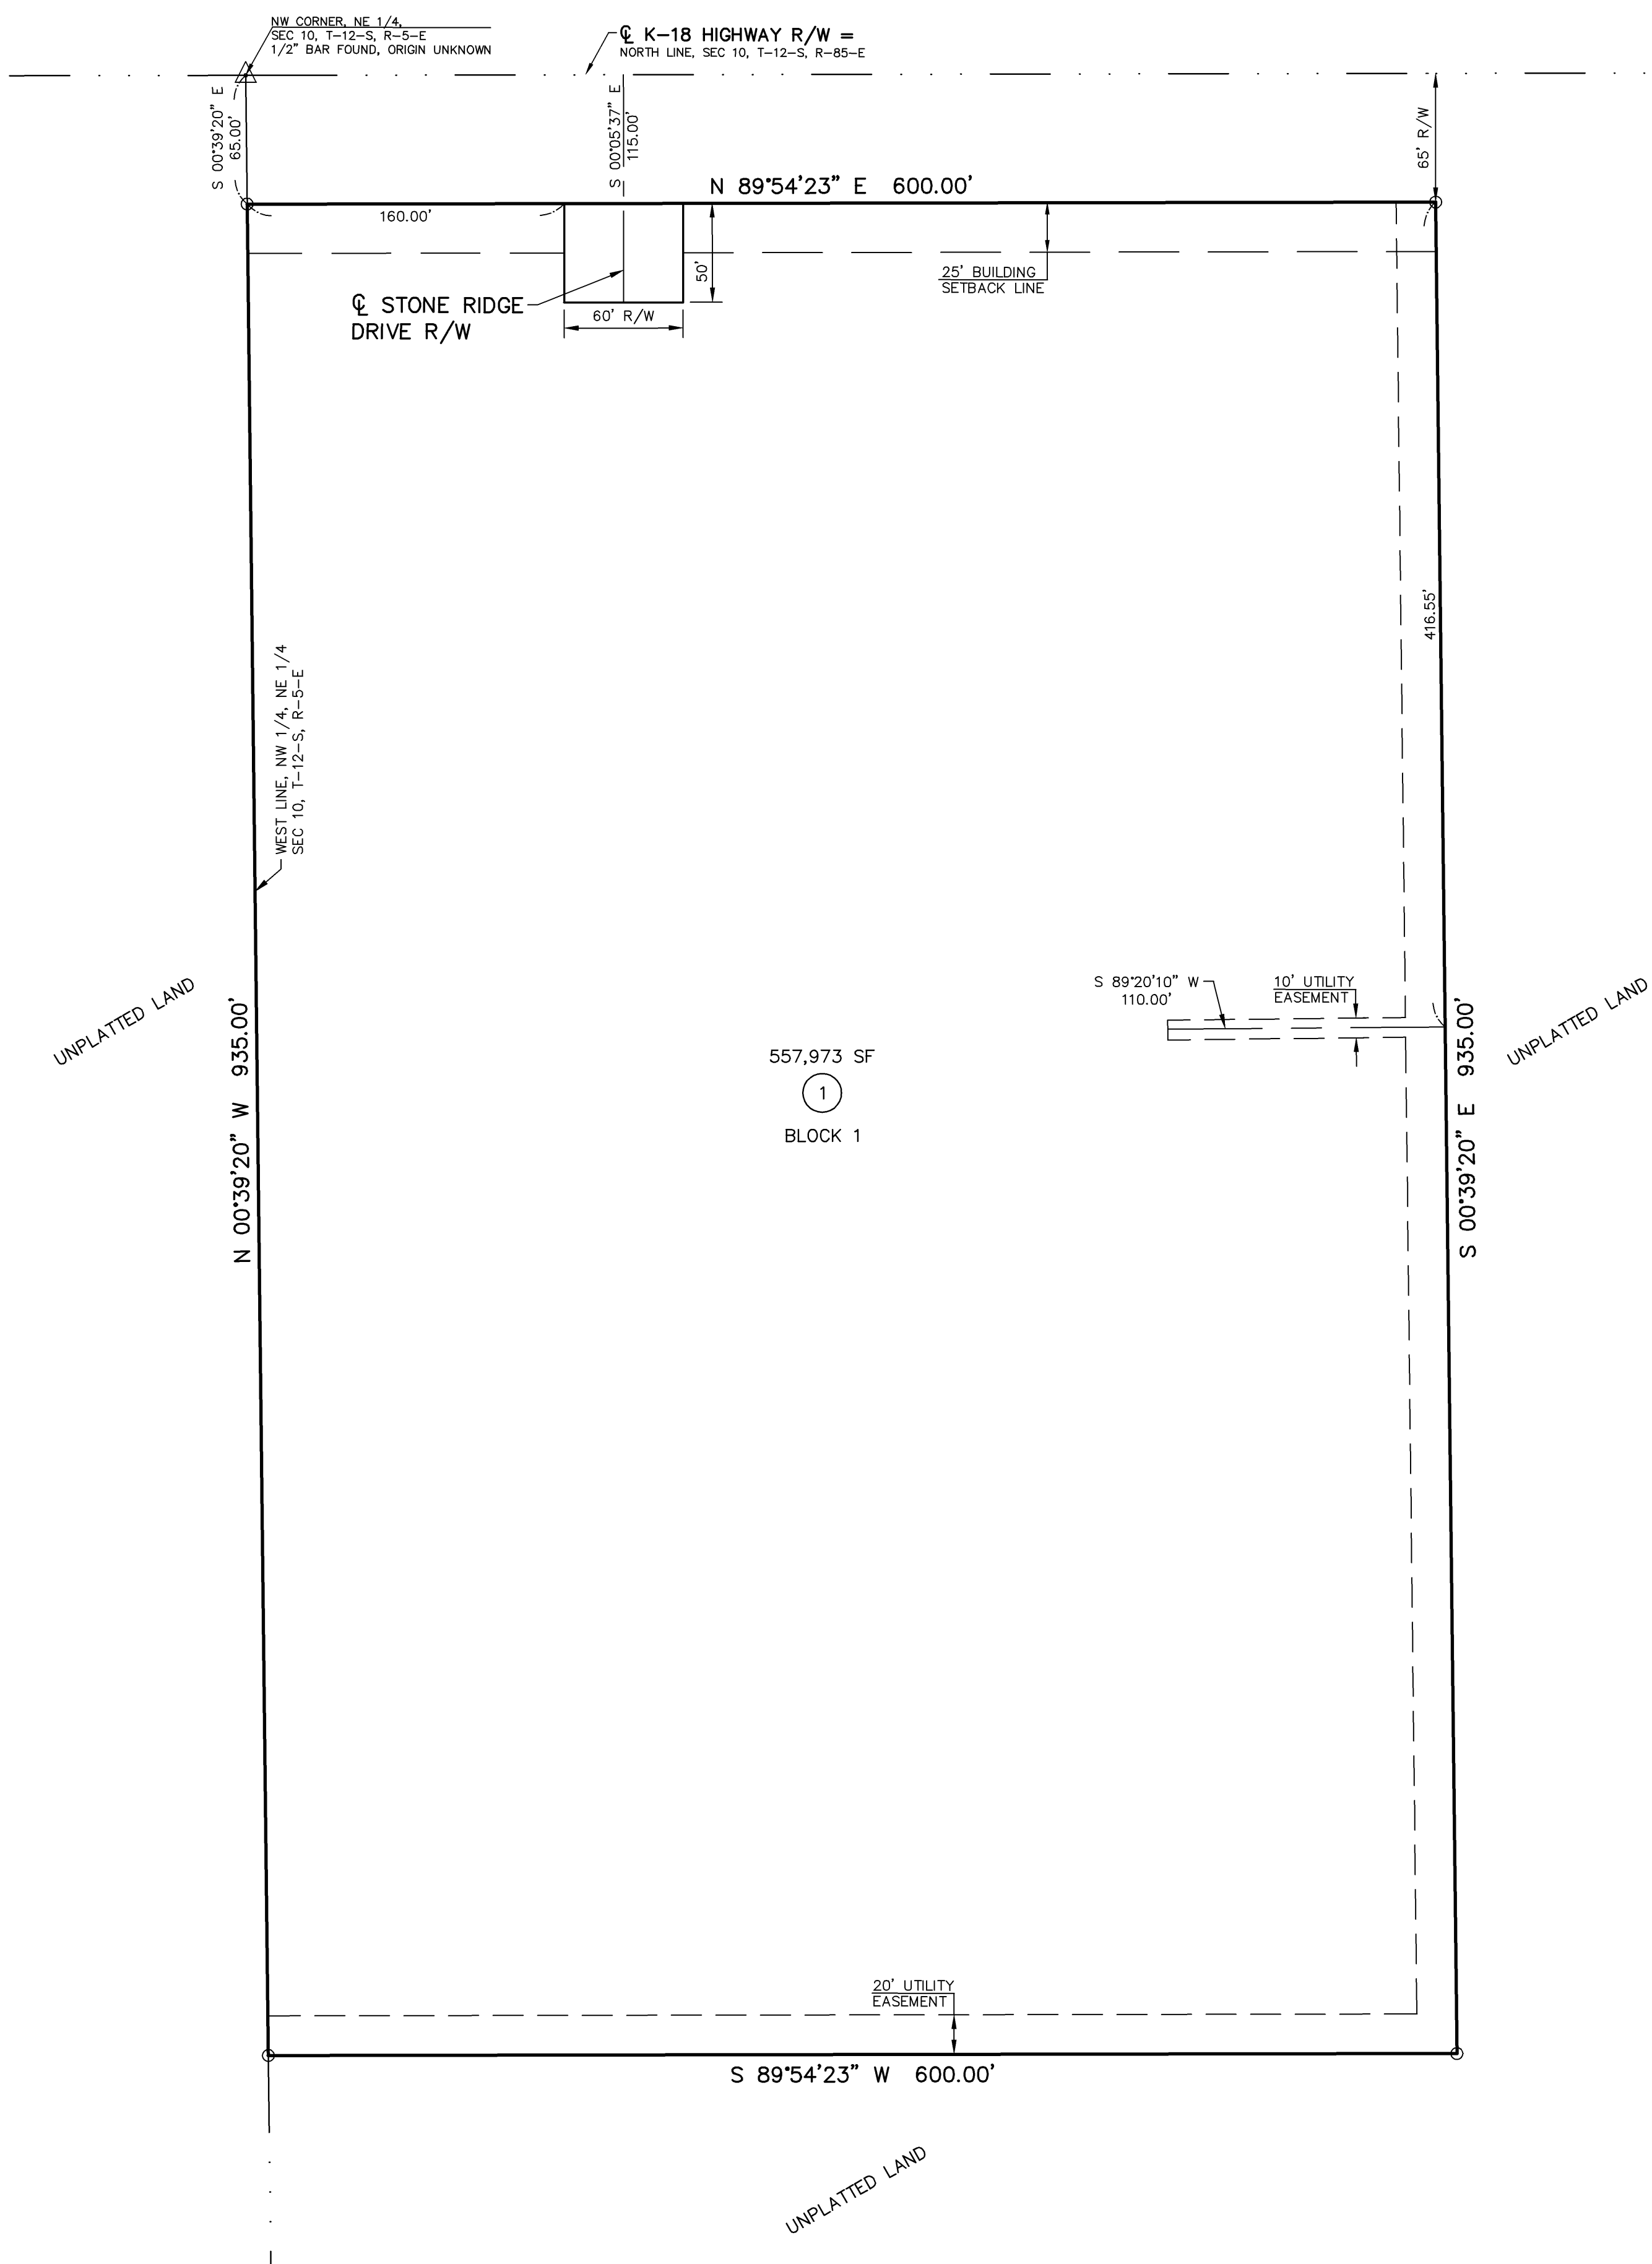 NW CORNER, NE 1/4,
SEC 10, T-12-S, R-5-E
1/2" BAR FOUND, ORIGIN UNKNOWN
℄ K-18 HIGHWAY R/W =
NORTH LINE, SEC 10, T-12-S, R-85-E
S 00°39'20" E
65.00'
S 00°05'37" E
115.00'
65' R/W
N 89°54'23" E 600.00'
160.00'
50'
25' BUILDING
SETBACK LINE
℄ STONE RIDGE
DRIVE R/W
60' R/W
416.55'
WEST LINE, NW 1/4, NE 1/4
SEC 10, T-12-S, R-5-E
S 89°20'10" W
110.00'
10' UTILITY
EASEMENT
UNPLATTED LAND
N 00°39'20" W 935.00'
557,973 SF
1
BLOCK 1
S 00°39'20" E 935.00'
UNPLATTED LAND
20' UTILITY
EASEMENT
S 89°54'23" W 600.00'
UNPLATTED LAND